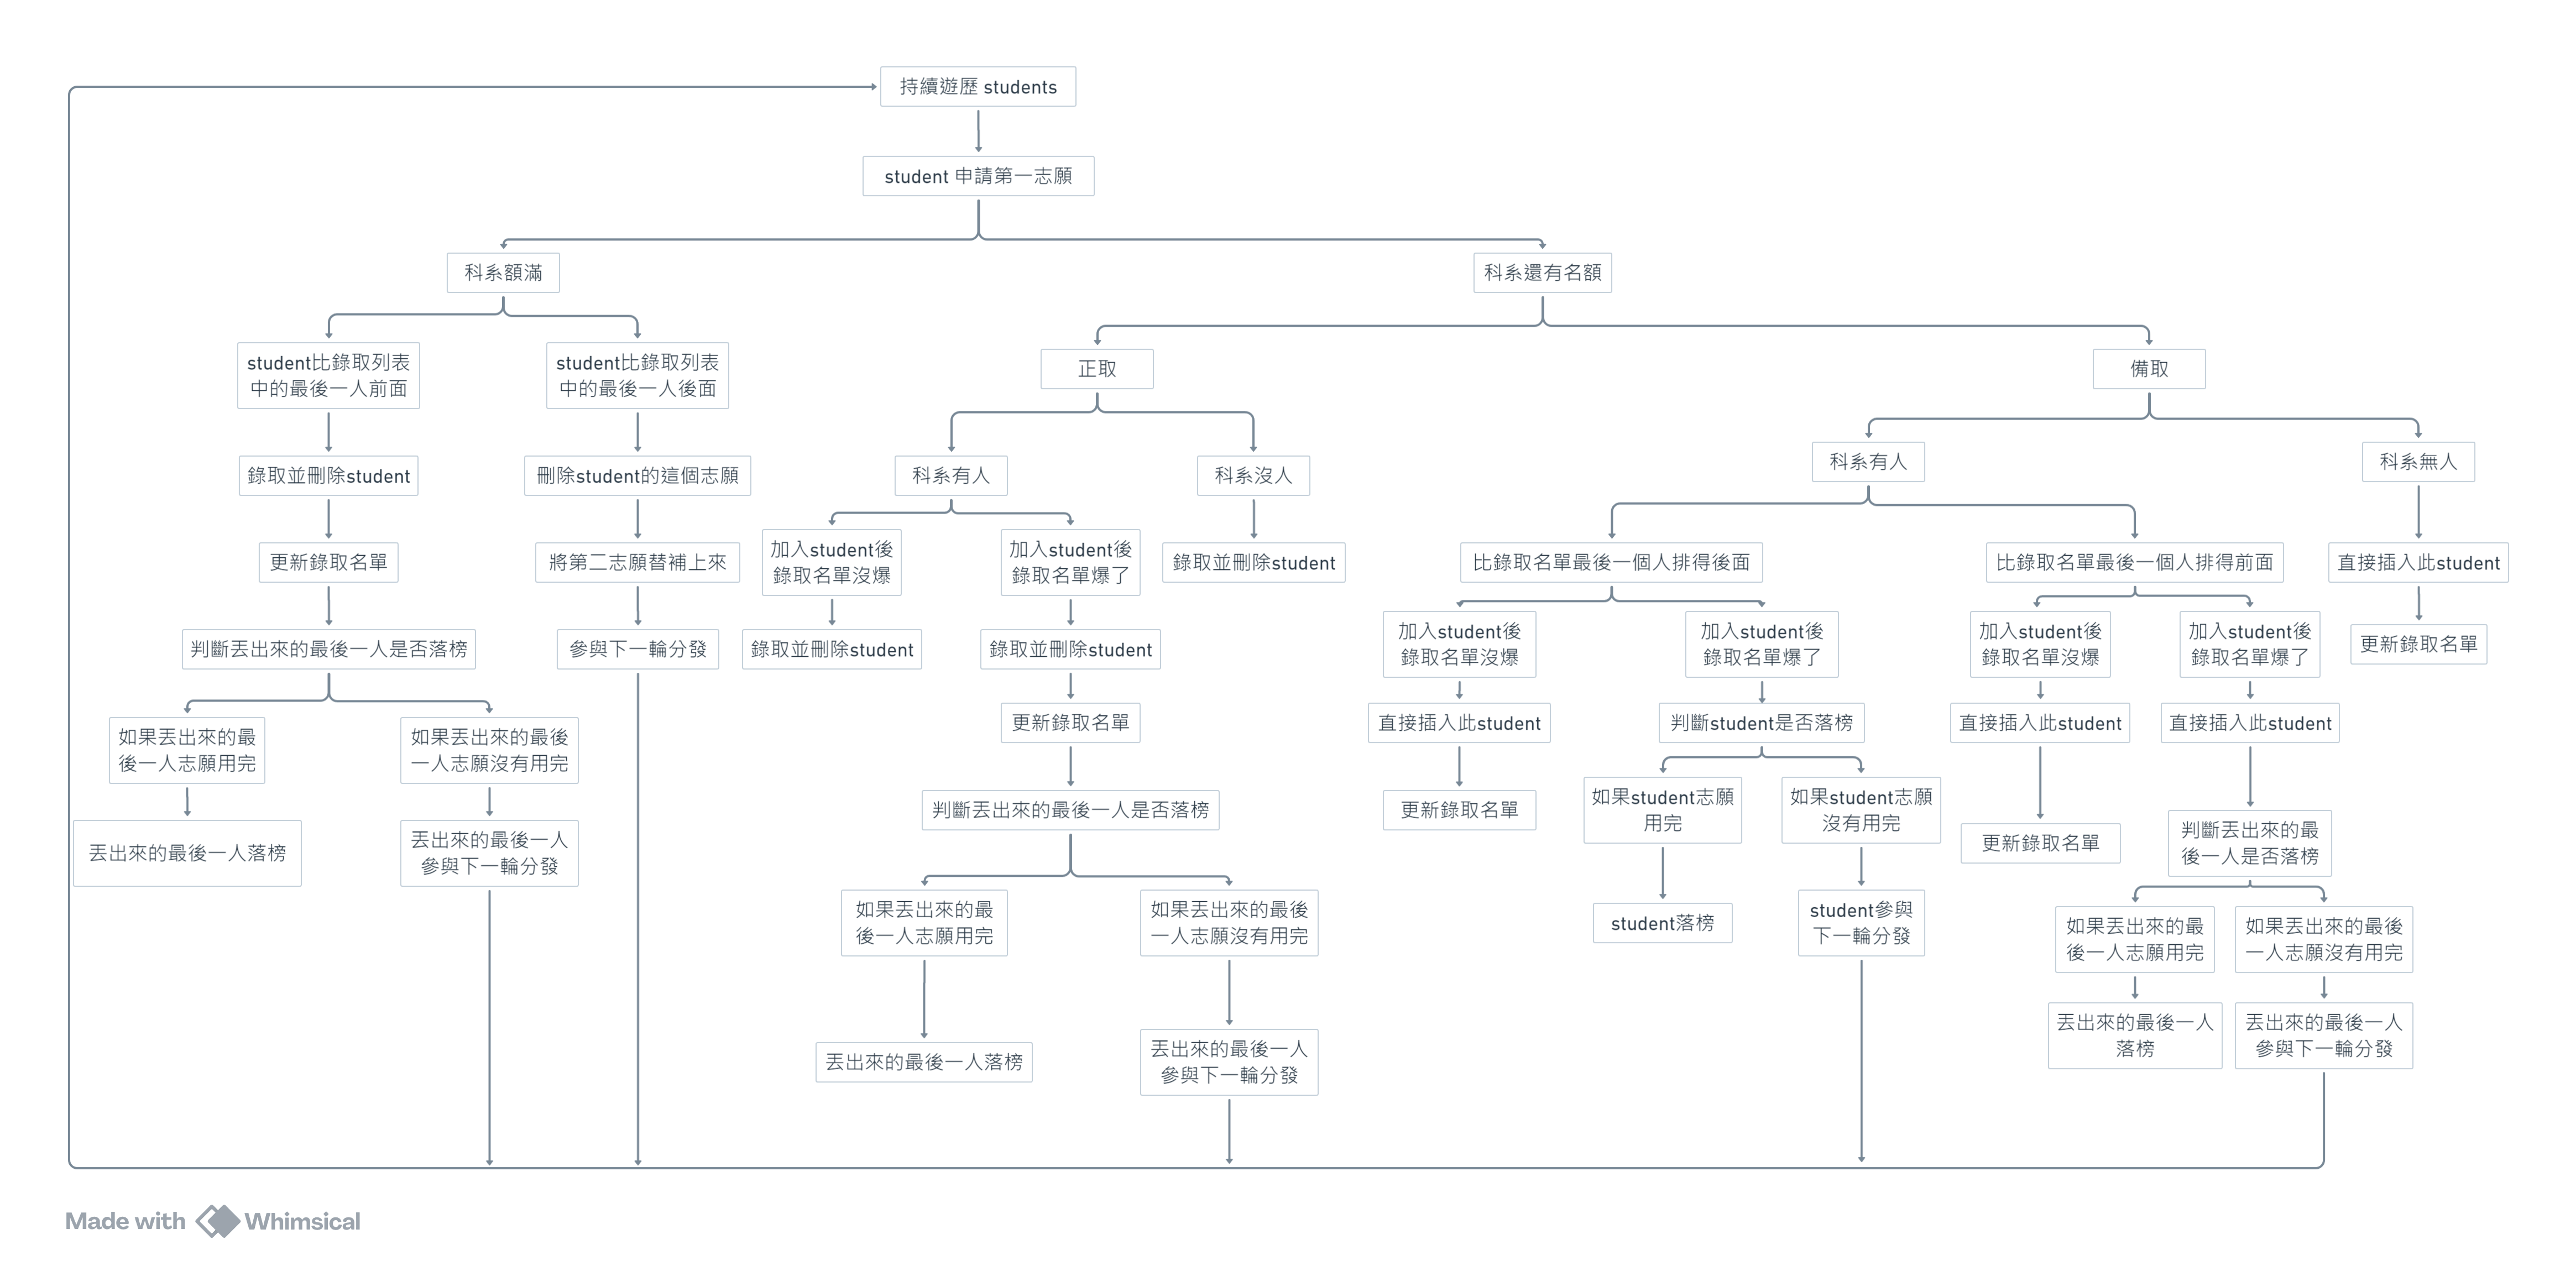 持續遊歷 students
student 申請第一志願
科系額滿
科系還有名額
student比錄取列表
中的最後一人前面
student比錄取列表
中的最後一人後面
正取
備取
錄取並刪除student
刪除student的這個志願
科系有人
科系沒人
科系有人
科系無人
更新錄取名單
將第二志願替補上來
加入student後
錄取名單沒爆
加入student後
錄取名單爆了
錄取並刪除student
比錄取名單最後一個人排得後面
比錄取名單最後一個人排得前面
直接插入此student
判斷丟出來的最後一人是否落榜
參與下一輪分發
錄取並刪除student
錄取並刪除student
加入student後
錄取名單沒爆
加入student後
錄取名單爆了
加入student後
錄取名單沒爆
加入student後
錄取名單爆了
更新錄取名單
如果丟出來的最
後一人志願用完
如果丟出來的最後
一人志願沒有用完
更新錄取名單
直接插入此student
判斷student是否落榜
直接插入此student
直接插入此student
丟出來的最後一人落榜
丟出來的最後一人
參與下一輪分發
判斷丟出來的最後一人是否落榜
更新錄取名單
如果student志願
用完
如果student志願
沒有用完
更新錄取名單
判斷丟出來的最
後一人是否落榜
如果丟出來的最
後一人志願用完
如果丟出來的最後
一人志願沒有用完
student落榜
student參與
下一輪分發
如果丟出來的最
後一人志願用完
如果丟出來的最後
一人志願沒有用完
丟出來的最後一人落榜
丟出來的最後一人
參與下一輪分發
丟出來的最後一人
落榜
丟出來的最後一人
參與下一輪分發
Made with Whimsical